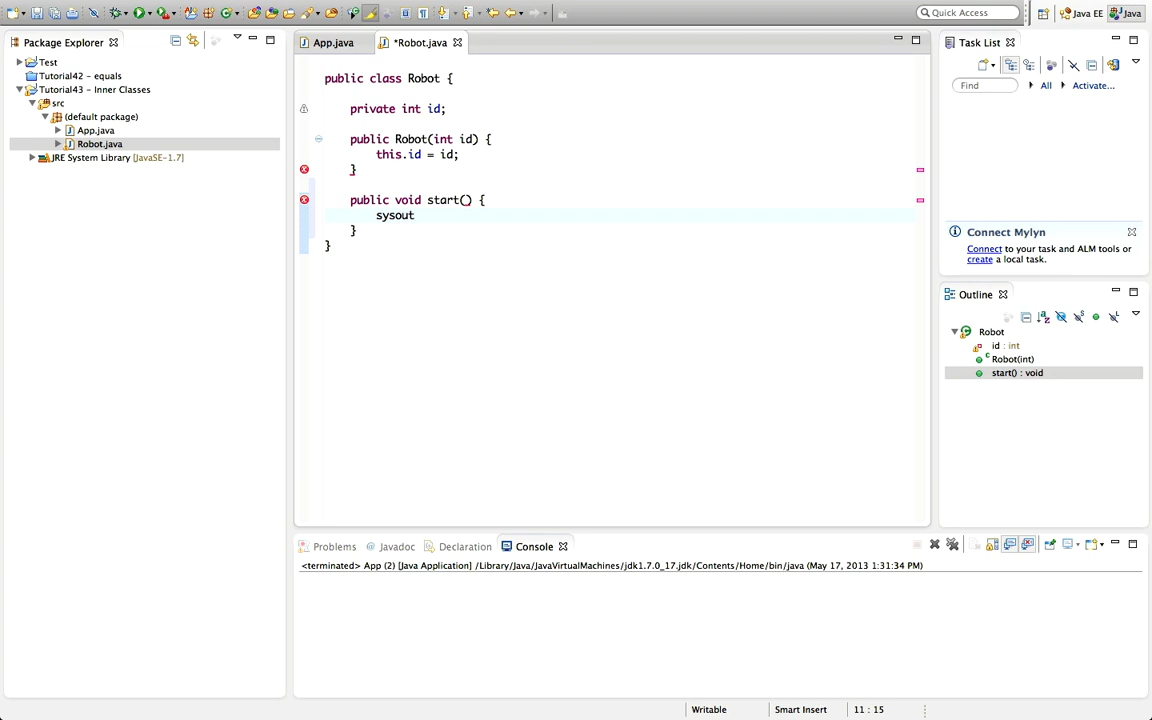 Quick Access
Java EE
Java
Package Explorer
Test
Tutorial42 - equals
Tutorial43 - Inner Classes
src
(default package)
App.java
Robot.java
JRE System Library [JavaSE-1.7]
App.java
*Robot.java
public class Robot {
private int id;
public Robot(int id) {
this.id = id;
}
public void start() {
sysout
}
}
Task List
Find
All
Activate...
Connect Mylyn
Connect to your task and ALM tools or
create a local task.
Outline
Robot
id : int
Robot(int)
start() : void
Problems
Javadoc
Declaration
Console
<terminated> App (2) [Java Application] /Library/Java/JavaVirtualMachines/jdk1.7.0_17.jdk/Contents/Home/bin/java (May 17, 2013 1:31:34 PM)
Writable
Smart Insert
11 : 15